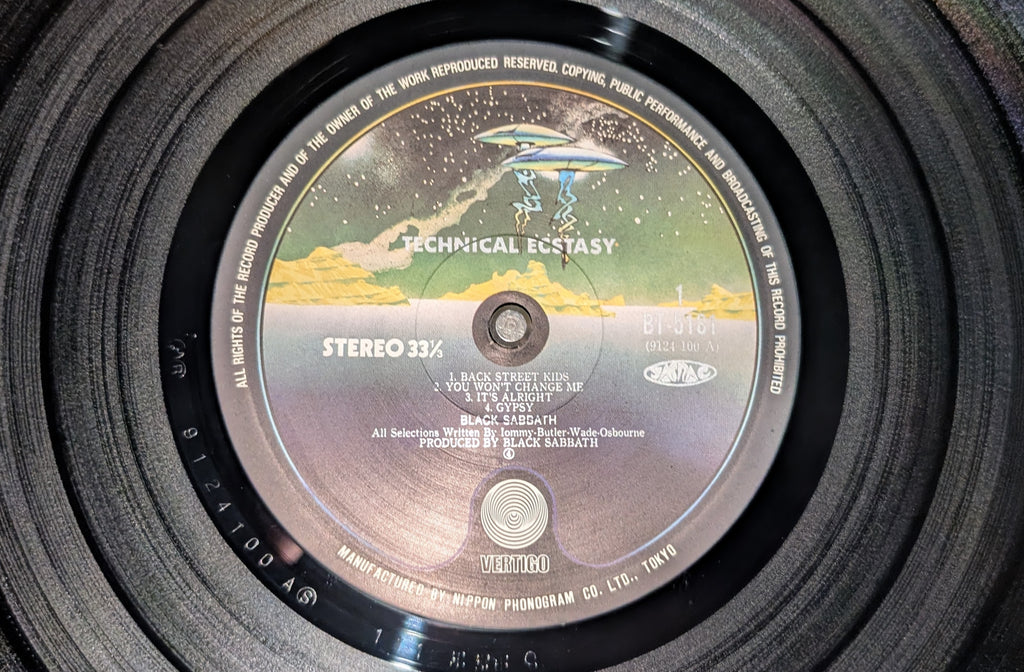 ALL RIGHTS OF THE RECORD PRODUCER AND OF THE OWNER OF THE WORK REPRODUCED RESERVED. COPYING, PUBLIC PERFORMANCE AND BROADCASTING OF THIS RECORD PROHIBITED
TECHNICAL ECSTASY
1
BT-5181
(9124 100 A)
STEREO 33⅓
1. BACK STREET KIDS
2. YOU WON'T CHANGE ME
3. IT'S ALRIGHT
4. GYPSY
BLACK SABBATH
All Selections Written By Iommy-Butler-Wade-Osbourne
PRODUCED BY BLACK SABBATH
VERTIGO
MANUFACTURED BY NIPPON PHONOGRAM CO. LTD., TOKYO
9124100 A
1 1